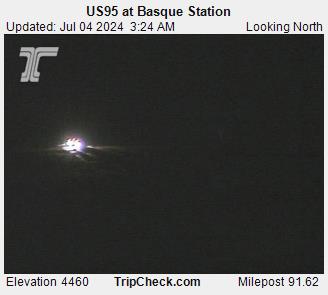 US95 at Basque Station
Updated: Jul 04 2024 3:24 AM Looking North
Elevation 4460 TripCheck.com Milepost 91.62